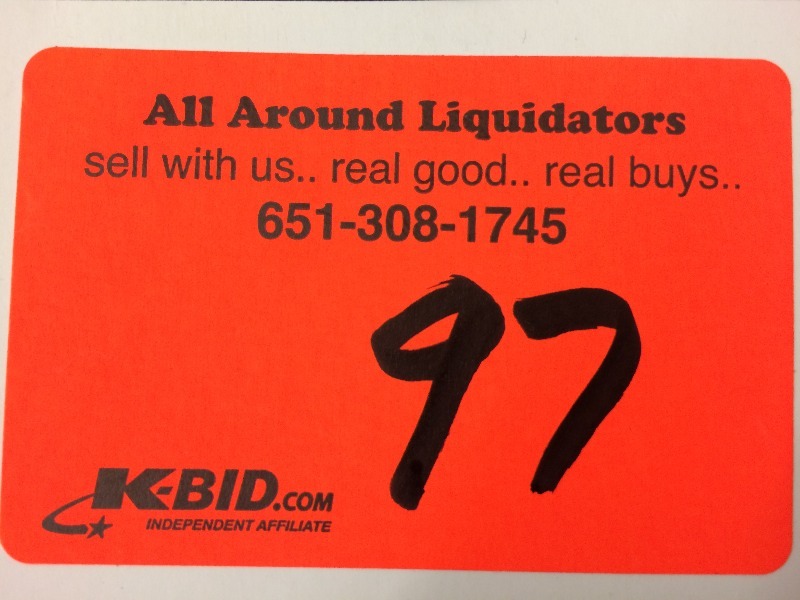 All Around Liquidators
sell with us.. real good.. real buys..
651-308-1745
97
K-BID.COM
INDEPENDENT AFFILIATE